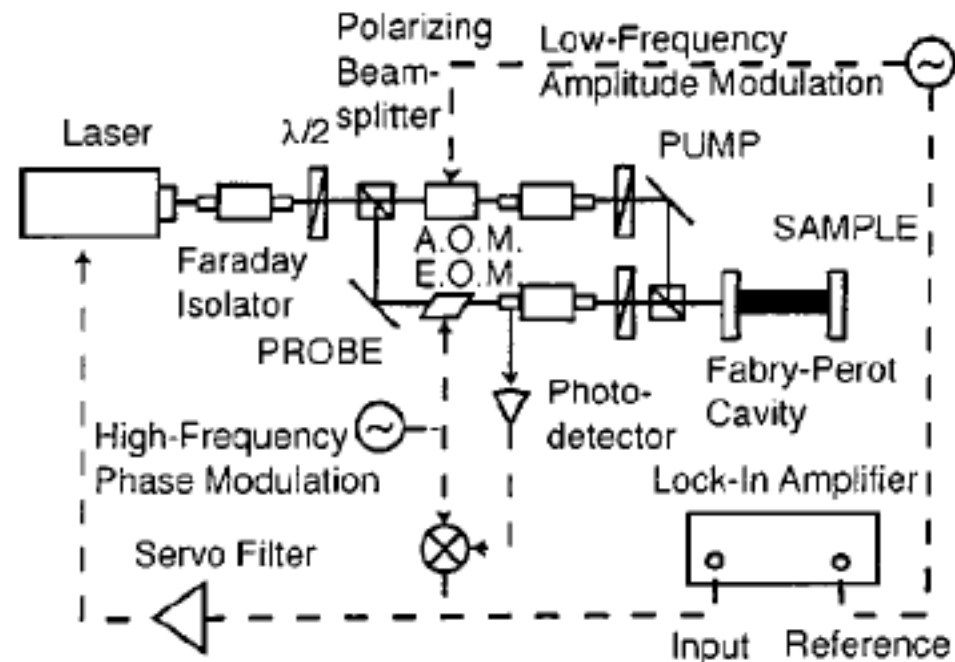 Polarizing
Beam-
splitter
Low-Frequency
Amplitude Modulation
~
Laser
λ/2
PUMP
SAMPLE
Faraday
Isolator
A.O.M.
E.O.M.
PROBE
Fabry-Perot
Cavity
Photo-
detector
High-Frequency
Phase Modulation
~
Lock-In Amplifier
Servo Filter
Input
Reference